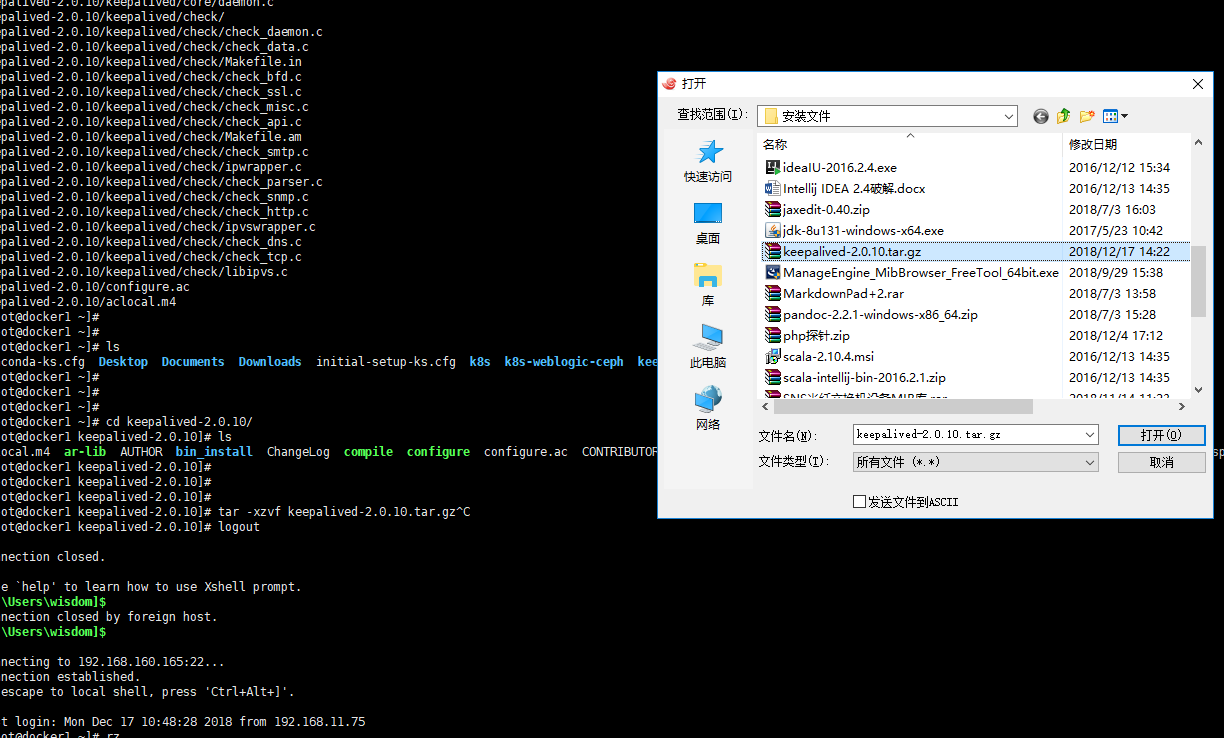 palived-2.0.10/keepalived/core/daemon.c
palived-2.0.10/keepalived/check/
palived-2.0.10/keepalived/check/check_daemon.c
palived-2.0.10/keepalived/check/check_data.c
palived-2.0.10/keepalived/check/Makefile.in
palived-2.0.10/keepalived/check/check_bfd.c
palived-2.0.10/keepalived/check/check_ssl.c
palived-2.0.10/keepalived/check/check_misc.c
palived-2.0.10/keepalived/check/check_api.c
palived-2.0.10/keepalived/check/Makefile.am
palived-2.0.10/keepalived/check/check_smtp.c
palived-2.0.10/keepalived/check/ipwrapper.c
palived-2.0.10/keepalived/check/check_parser.c
palived-2.0.10/keepalived/check/check_snmp.c
palived-2.0.10/keepalived/check/check_http.c
palived-2.0.10/keepalived/check/ipvswrapper.c
palived-2.0.10/keepalived/check/check_dns.c
palived-2.0.10/keepalived/check/check_tcp.c
palived-2.0.10/keepalived/check/libipvs.c
palived-2.0.10/configure.ac
palived-2.0.10/aclocal.m4
ot@docker1 ~]#
ot@docker1 ~]#
ot@docker1 ~]# ls
conda-ks.cfg Desktop Documents Downloads initial-setup-ks.cfg k8s k8s-weblogic-ceph kee
ot@docker1 ~]#
ot@docker1 ~]#
ot@docker1 ~]#
ot@docker1 ~]# cd keepalived-2.0.10/
ot@docker1 keepalived-2.0.10]# ls
ocal.m4 ar-lib AUTHOR bin_install ChangeLog compile configure configure.ac CONTRIBUTOR sp
ot@docker1 keepalived-2.0.10]#
ot@docker1 keepalived-2.0.10]#
ot@docker1 keepalived-2.0.10]#
ot@docker1 keepalived-2.0.10]# tar -xzvf keepalived-2.0.10.tar.gz^C
ot@docker1 keepalived-2.0.10]# logout
nection closed.
e `help' to learn how to use Xshell prompt.
\Users\wisdom]$
nection closed by foreign host.
\Users\wisdom]$
necting to 192.168.160.165:22...
nection established.
escape to local shell, press 'Ctrl+Alt+]'.
t login: Mon Dec 17 10:48:28 2018 from 192.168.11.75
ot@docker1 ~]# rz
打开
查找范围(I): 安装文件
快速访问
桌面
库
此电脑
网络
名称 修改日期
ideaIU-2016.2.4.exe 2016/12/12 15:34
Intellij IDEA 2.4破解.docx 2016/12/13 14:35
jaxedit-0.40.zip 2018/7/3 16:03
jdk-8u131-windows-x64.exe 2017/5/23 10:42
keepalived-2.0.10.tar.gz 2018/12/17 14:22
ManageEngine_MibBrowser_FreeTool_64bit.exe 2018/9/29 15:38
MarkdownPad+2.rar 2018/7/3 13:58
pandoc-2.2.1-windows-x86_64.zip 2018/7/3 15:28
php探针.zip 2018/12/4 17:12
scala-2.10.4.msi 2016/12/13 14:35
scala-intellij-bin-2016.2.1.zip 2016/12/13 14:35
SNS光纤交换机设备MIB库.rar 2018/11/14 11:23
文件名(N): keepalived-2.0.10.tar.gz 打开(O)
文件类型(T): 所有文件 (*.*) 取消
发送文件到ASCII